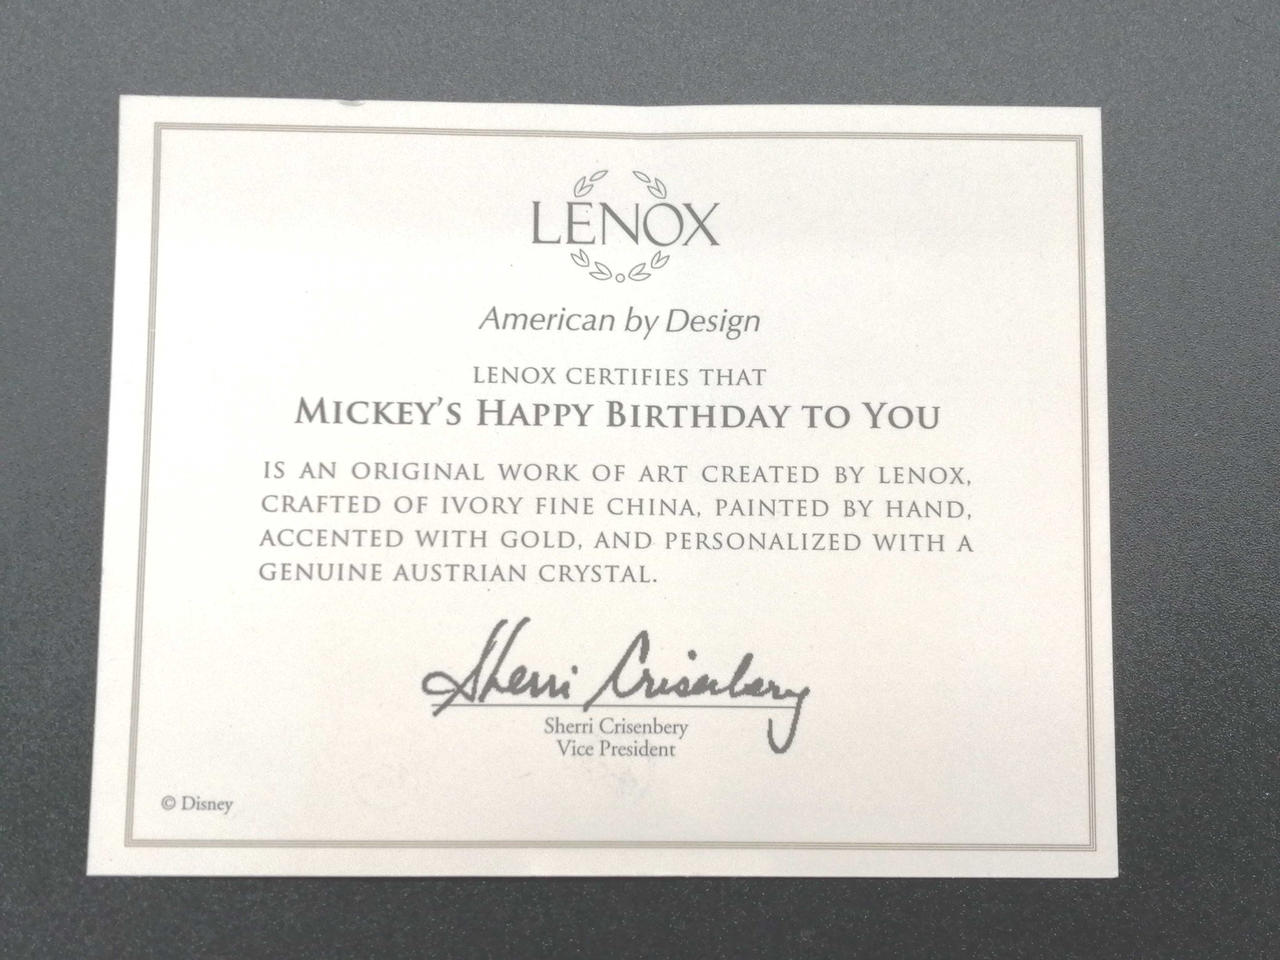 LENOX
American by Design
LENOX CERTIFIES THAT
MICKEY'S HAPPY BIRTHDAY TO YOU
IS AN ORIGINAL WORK OF ART CREATED BY LENOX,
CRAFTED OF IVORY FINE CHINA, PAINTED BY HAND,
ACCENTED WITH GOLD, AND PERSONALIZED WITH A
GENUINE AUSTRIAN CRYSTAL.
Sherri Crisenbery
Sherri Crisenbery
Vice President
© Disney